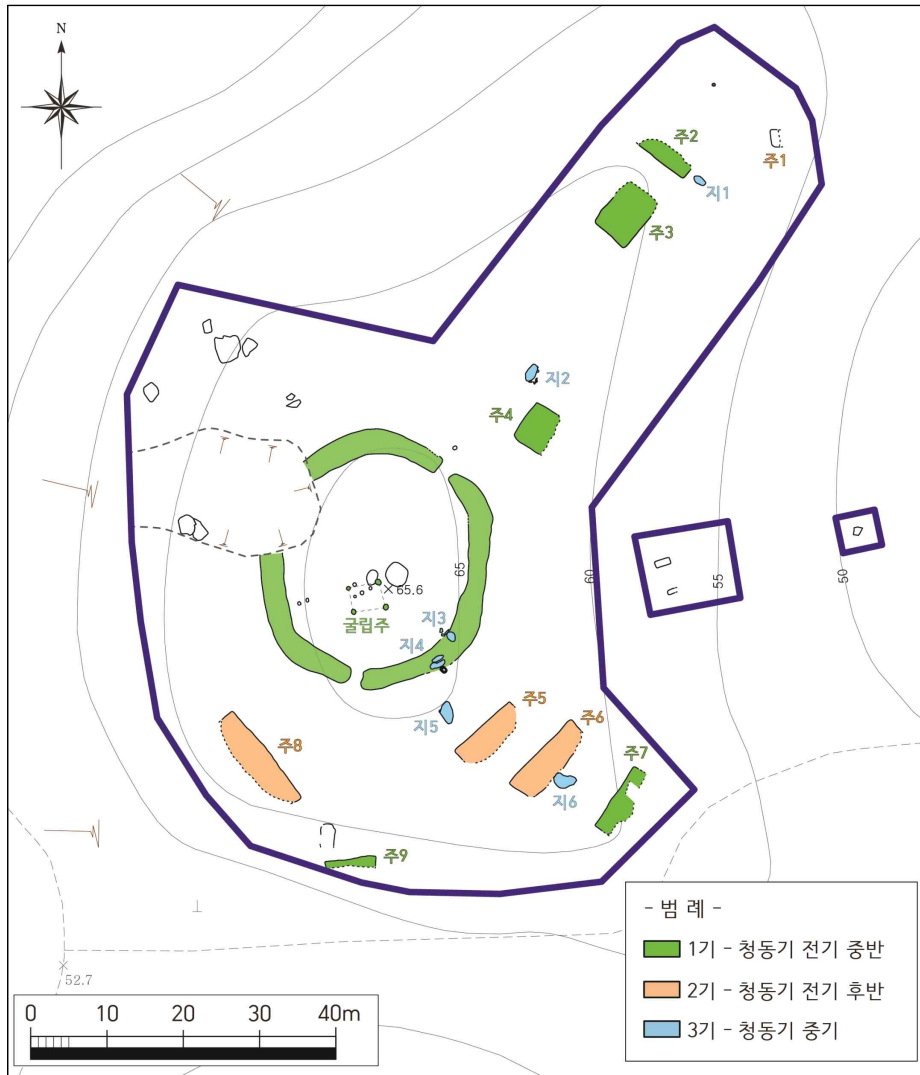 N
주2
주1
지1
주3
지2
주4
65
60
55
50
65.6
굴립주
지3
지4
지5
주5
주6
주8
주7
지6
주9
52.7
- 범 례 -
1기 - 청동기 전기 중반
2기 - 청동기 전기 후반
3기 - 청동기 중기
0 10 20 30 40m